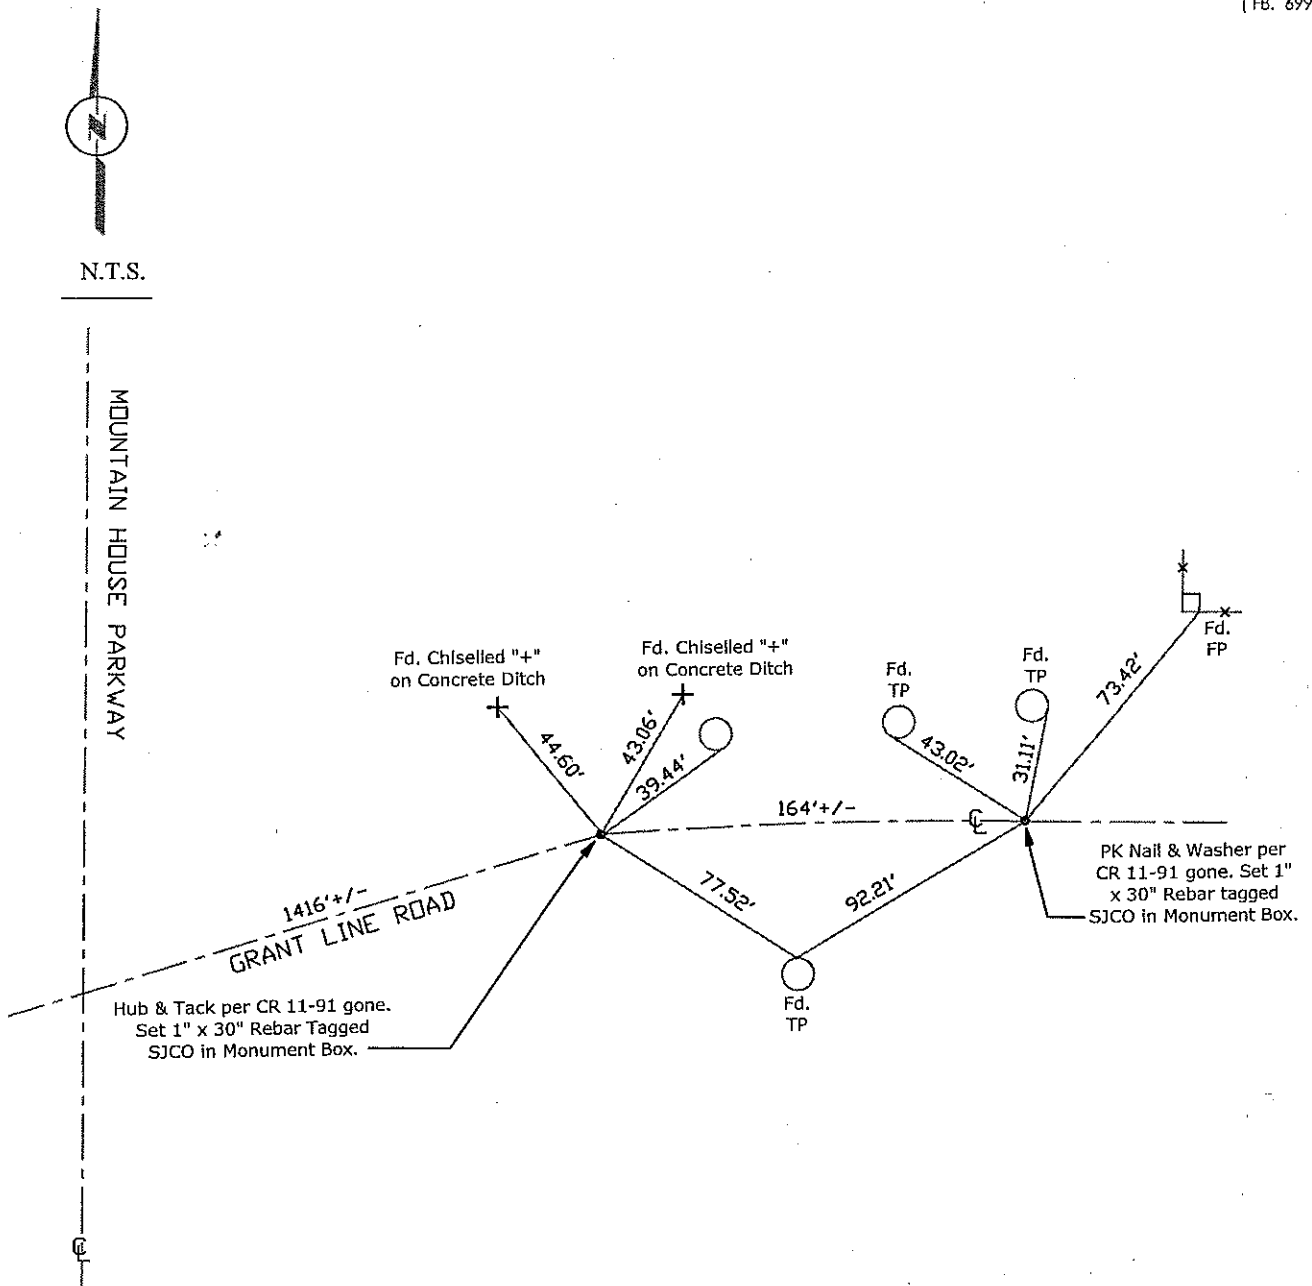 (FB. 699
N
N.T.S.
MOUNTAIN HOUSE PARKWAY
Fd. Chiselled "+"
on Concrete Ditch
Fd. Chiselled "+"
on Concrete Ditch
Fd.
TP
Fd.
TP
Fd.
FP
44.60'
43.06'
39.44'
43.02'
31.11'
73.42'
164'+/-
CL
PK Nail & Washer per
CR 11-91 gone. Set 1"
x 30" Rebar tagged
SJCO in Monument Box.
77.52'
92.21'
1416'+/-
GRANT LINE ROAD
Fd.
TP
Hub & Tack per CR 11-91 gone.
Set 1" x 30" Rebar Tagged
SJCO in Monument Box.
CL